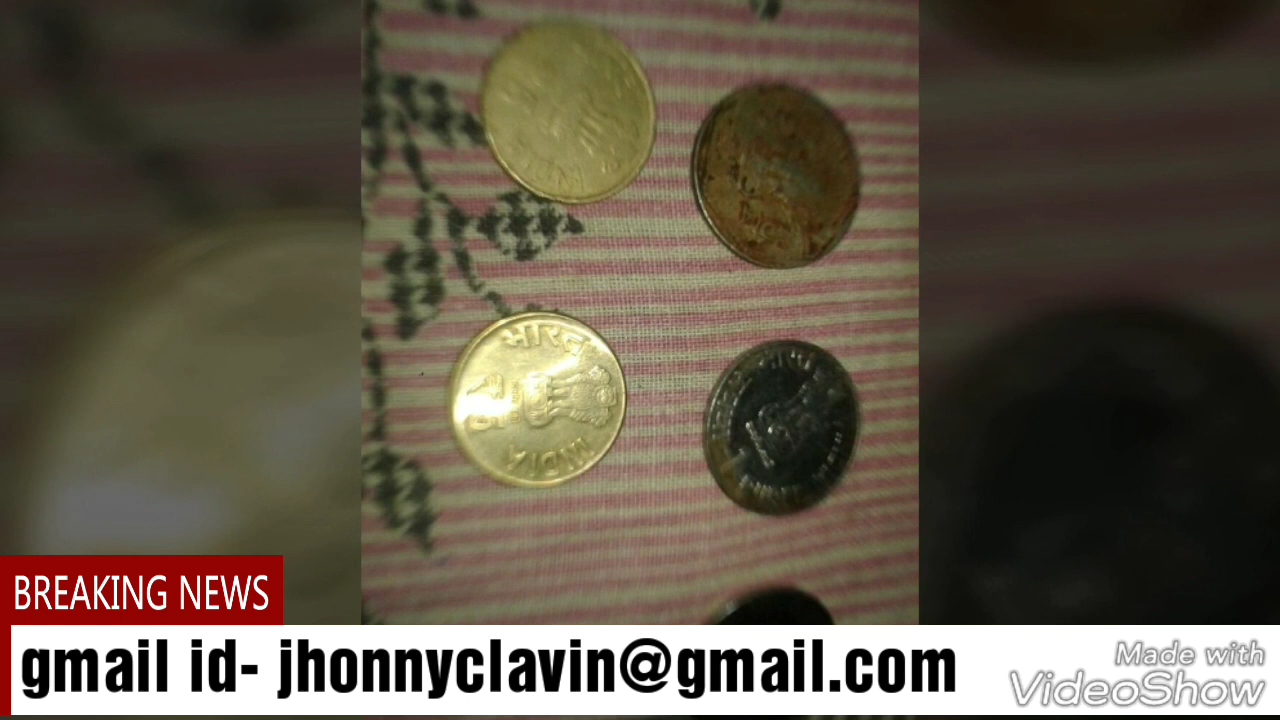 भारत
INDIA
BREAKING NEWS
gmail id- jhonnyclavin@gmail.com
Made with
VideoShow